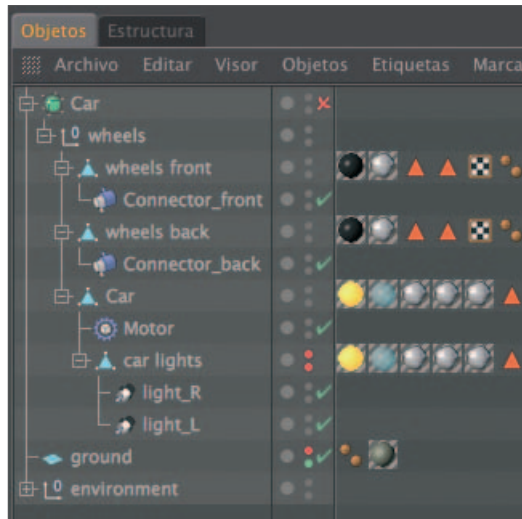 Objetos Estructura
Archivo Editar Visor Objetos Etiquetas Marca
Car
wheels
wheels front
Connector_front
wheels back
Connector_back
Car
Motor
car lights
light_R
light_L
ground
environment